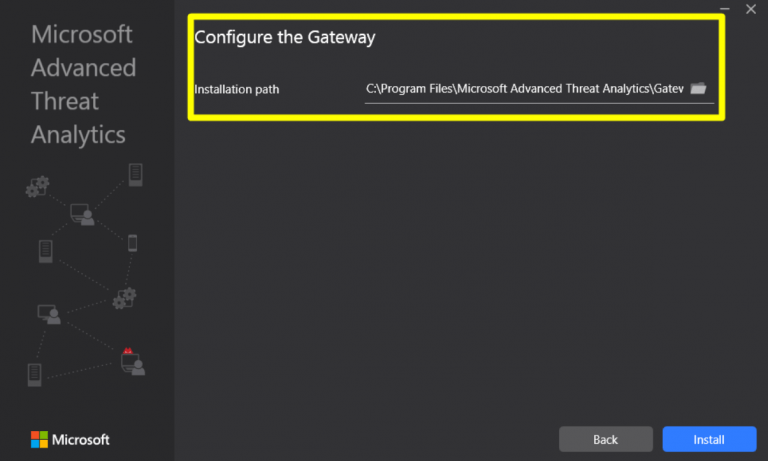 Microsoft
Advanced
Threat
Analytics
Configure the Gateway
Installation path
C:\Program Files\Microsoft Advanced Threat Analytics\Gatev
Microsoft
Back
Install